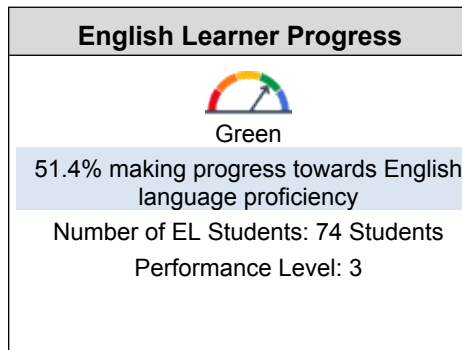 English Learner Progress
Green
51.4% making progress towards English
language proficiency
Number of EL Students: 74 Students
Performance Level: 3